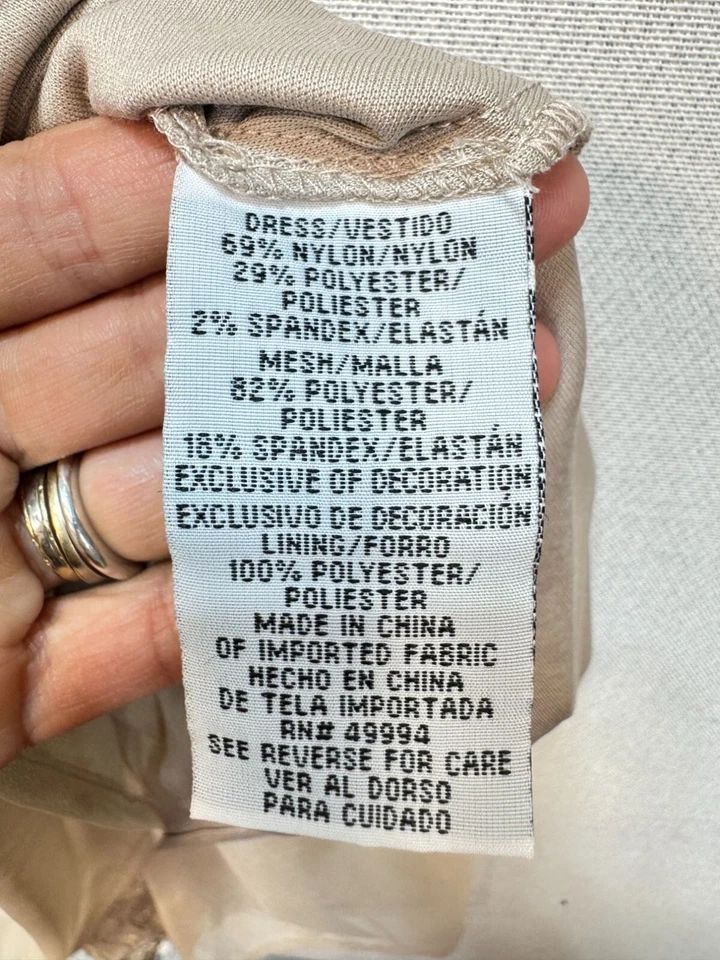 DRESS/VESTIDO
69% NYLON/NYLON
29% POLYESTER/
POLIESTER
2% SPANDEX/ELASTÁN
MESH/MALLA
82% POLYESTER/
POLIESTER
18% SPANDEX/ELASTÁN
EXCLUSIVE OF DECORATION
EXCLUSIVO DE DECORACIÓN
LINING/FORRO
100% POLYESTER/
POLIESTER
MADE IN CHINA
OF IMPORTED FABRIC
HECHO EN CHINA
DE TELA IMPORTADA
RN# 49994
SEE REVERSE FOR CARE
VER AL DORSO
PARA CUIDADO